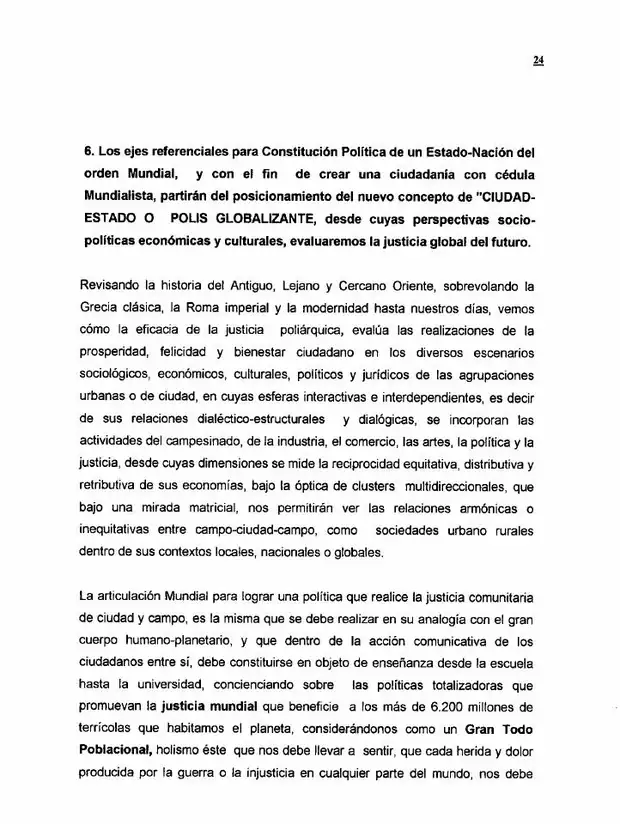 24
6. Los ejes referenciales para Constitución Política de un Estado-Nación del
orden Mundial, y con el fin de crear una ciudadanía con cédula
Mundialista, partirán del posicionamiento del nuevo concepto de "CIUDAD-
ESTADO O POLIS GLOBALIZANTE, desde cuyas perspectivas socio-
políticas económicas y culturales, evaluaremos la justicia global del futuro.
Revisando la historia del Antiguo, Lejano y Cercano Oriente, sobrevolando la
Grecia clásica, la Roma imperial y la modernidad hasta nuestros días, vemos
cómo la eficacia de la justicia poliárquica, evalúa las realizaciones de la
prosperidad, felicidad y bienestar ciudadano en los diversos escenarios
sociológicos, económicos, culturales, políticos y jurídicos de las agrupaciones
urbanas o de ciudad, en cuyas esferas interactivas e interdependientes, es decir
de sus relaciones dialéctico-estructurales y dialógicas, se incorporan las
actividades del campesinado, de la industria, el comercio, las artes, la política y la
justicia, desde cuyas dimensiones se mide la reciprocidad equitativa, distributiva y
retributiva de sus economías, bajo la óptica de clusters multidireccionales, que
bajo una mirada matricial, nos permitirán ver las relaciones armónicas o
inequitativas entre campo-ciudad-campo, como sociedades urbano rurales
dentro de sus contextos locales, nacionales o globales.
La articulación Mundial para lograr una política que realice la justicia comunitaria
de ciudad y campo, es la misma que se debe realizar en su analogía con el gran
cuerpo humano-planetario, y que dentro de la acción comunicativa de los
ciudadanos entre sí, debe constituirse en objeto de enseñanza desde la escuela
hasta la universidad, concienciando sobre las políticas totalizadoras que
promuevan la justicia mundial que beneficie a los más de 6.200 millones de
terrícolas que habitamos el planeta, considerándonos como un Gran Todo
Poblacional, holismo éste que nos debe llevar a sentir, que cada herida y dolor
producida por la guerra o la injusticia en cualquier parte del mundo, nos debe